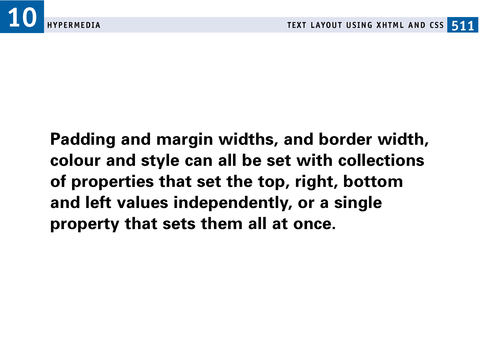 10 HYPERMEDIA TEXT LAYOUT USING XHTML AND CSS 511
Padding and margin widths, and border width,
colour and style can all be set with collections
of properties that set the top, right, bottom
and left values independently, or a single
property that sets them all at once.